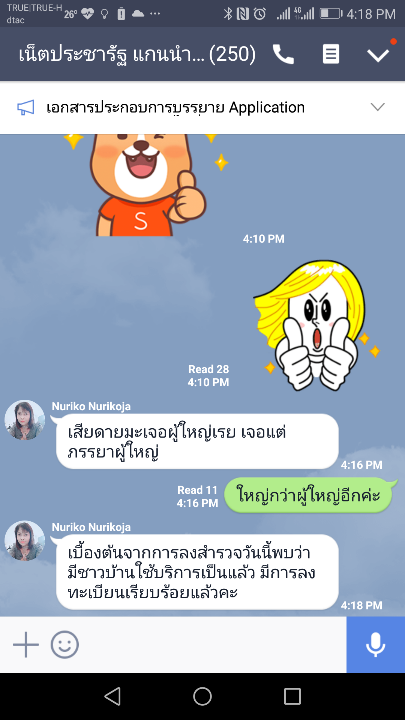 TRUE|TRUE-H
dtac
26°
4G
4:18 PM
เน็ตประชารัฐ แกนนำ... (250)
เอกสารประกอบการบรรยาย Application
S
4:10 PM
Read 28
4:10 PM
Nuriko Nurikoja
เสียดายมะเจอผู้ใหญ่เรย เจอแต่
ภรรยาผู้ใหญ่
4:16 PM
Read 11
4:16 PM
ใหญ่กว่าผู้ใหญ่อีกค่ะ
Nuriko Nurikoja
เบื้องต้นจากการลงสำรวจวันนี้พบว่า
มีชาวบ้านใช้บริการเป็นแล้ว มีการลง
ทะเบียนเรียบร้อยแล้วคะ
4:18 PM